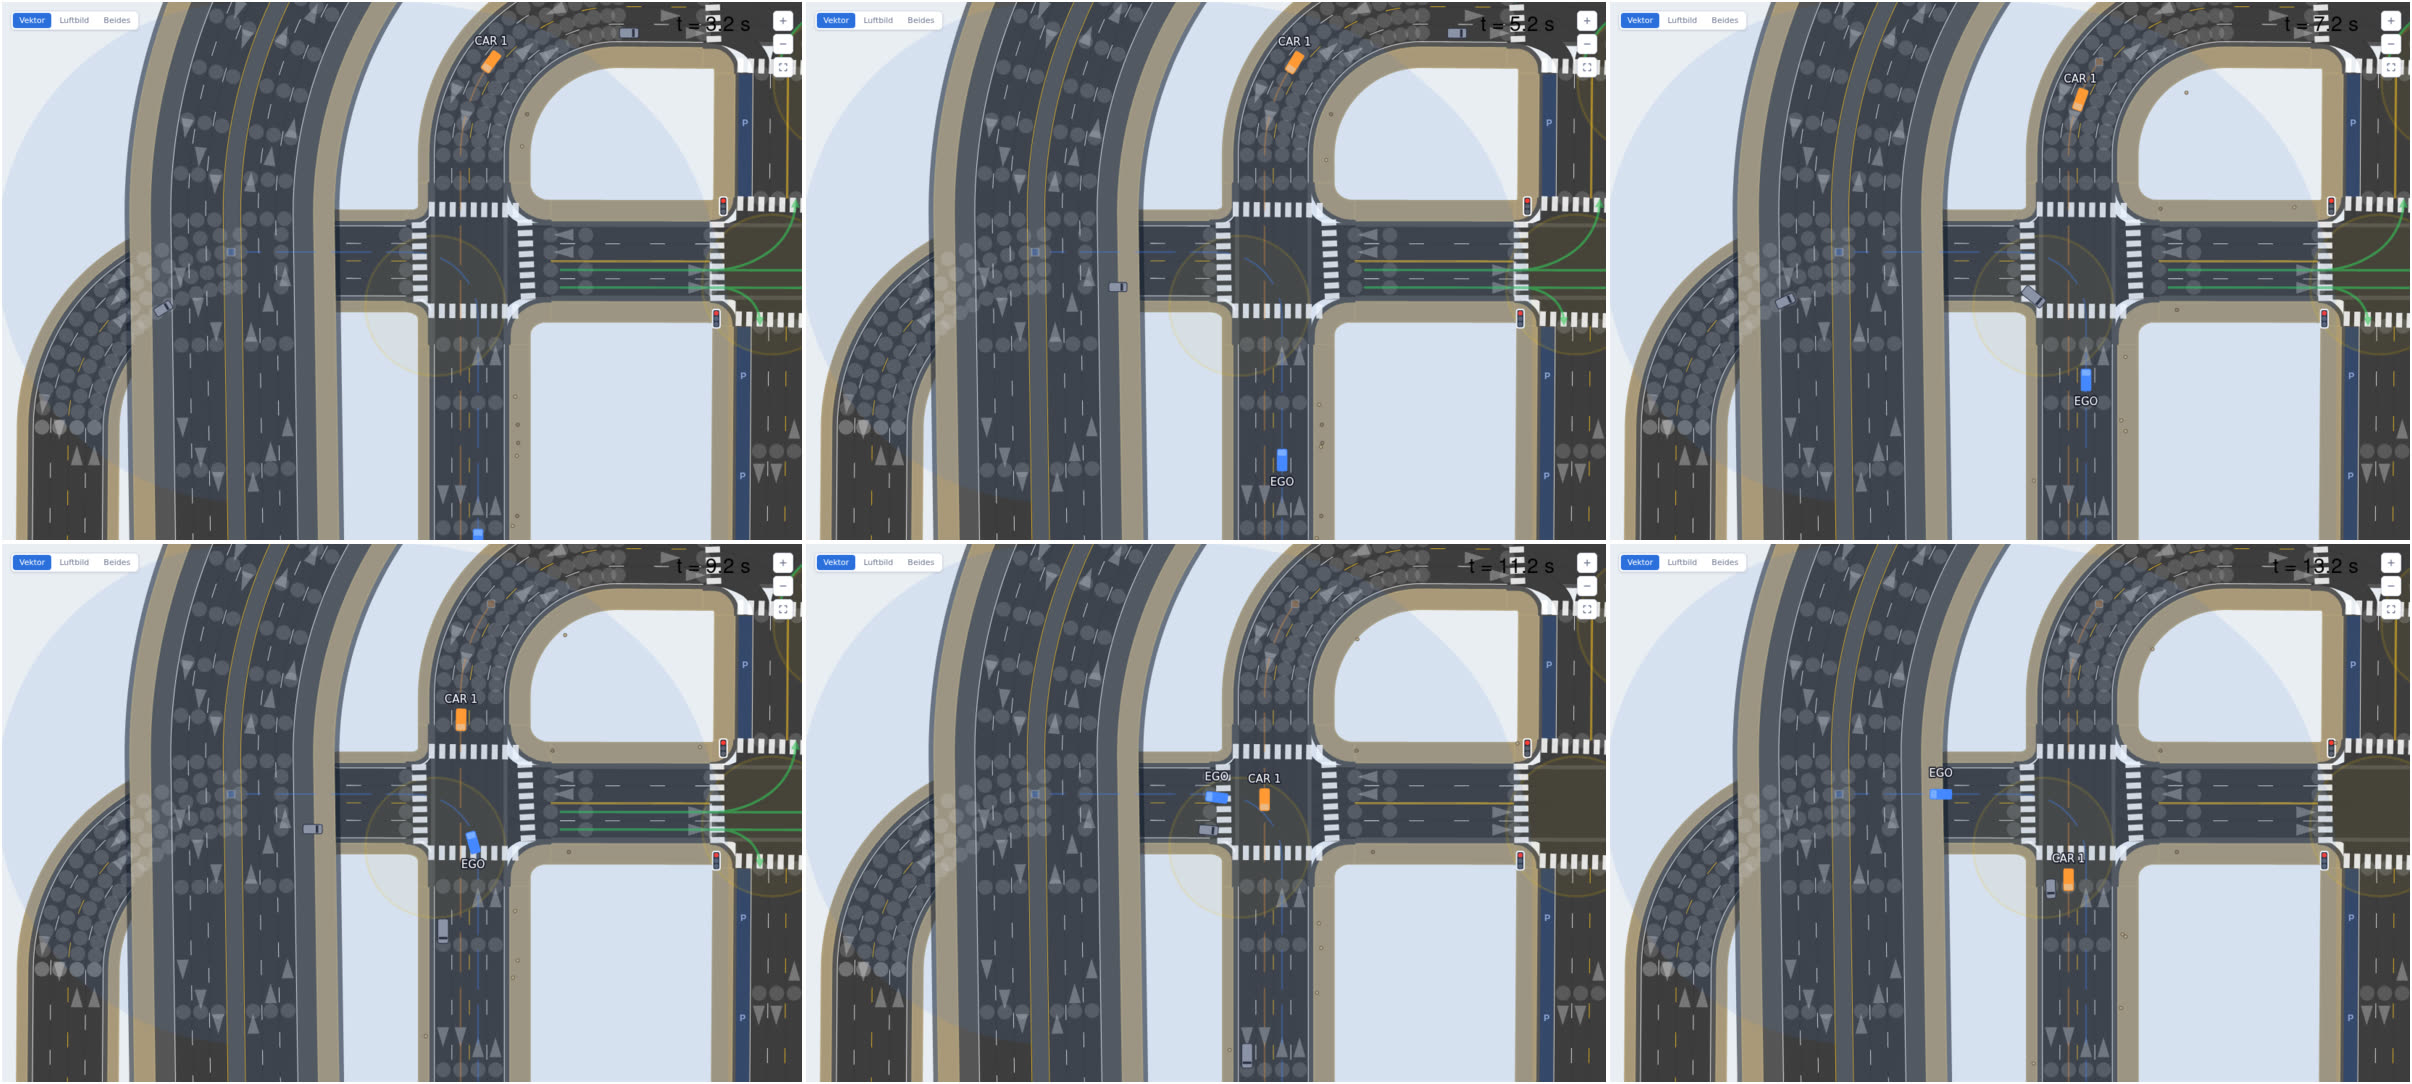 Vektor Luftbild Beides
t = 3.2 s
+
−
CAR 1
P
P
P
Vektor Luftbild Beides
t = 5.2 s
+
−
CAR 1
P
P
EGO
P
Vektor Luftbild Beides
t = 7.2 s
+
−
CAR 1
P
P
EGO
P
Vektor Luftbild Beides
t = 9.2 s
+
−
P
CAR 1
EGO
P
P
Vektor Luftbild Beides
t = 11.2 s
+
−
P
EGO CAR 1
P
P
Vektor Luftbild Beides
t = 13.2 s
+
−
P
EGO
CAR 1
P
P